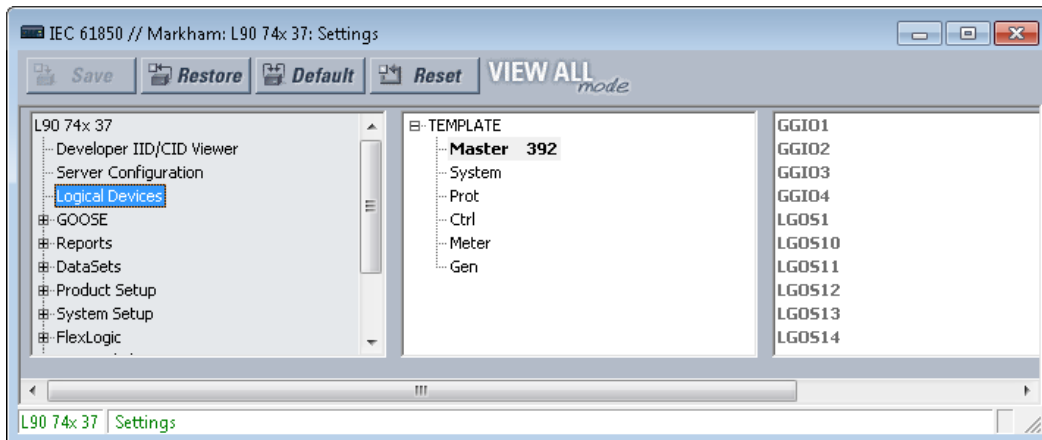 IEC 61850 // Markham: L90 74x 37: Settings
Save Restore Default Reset VIEW ALL mode
L90 74x 37
Developer IID/CID Viewer
Server Configuration
Logical Devices
GOOSE
Reports
DataSets
Product Setup
System Setup
FlexLogic
TEMPLATE
Master 392
System
Prot
Ctrl
Meter
Gen
GGIO1
GGIO2
GGIO3
GGIO4
LGOS1
LGOS10
LGOS11
LGOS12
LGOS13
LGOS14
L90 74x 37 Settings